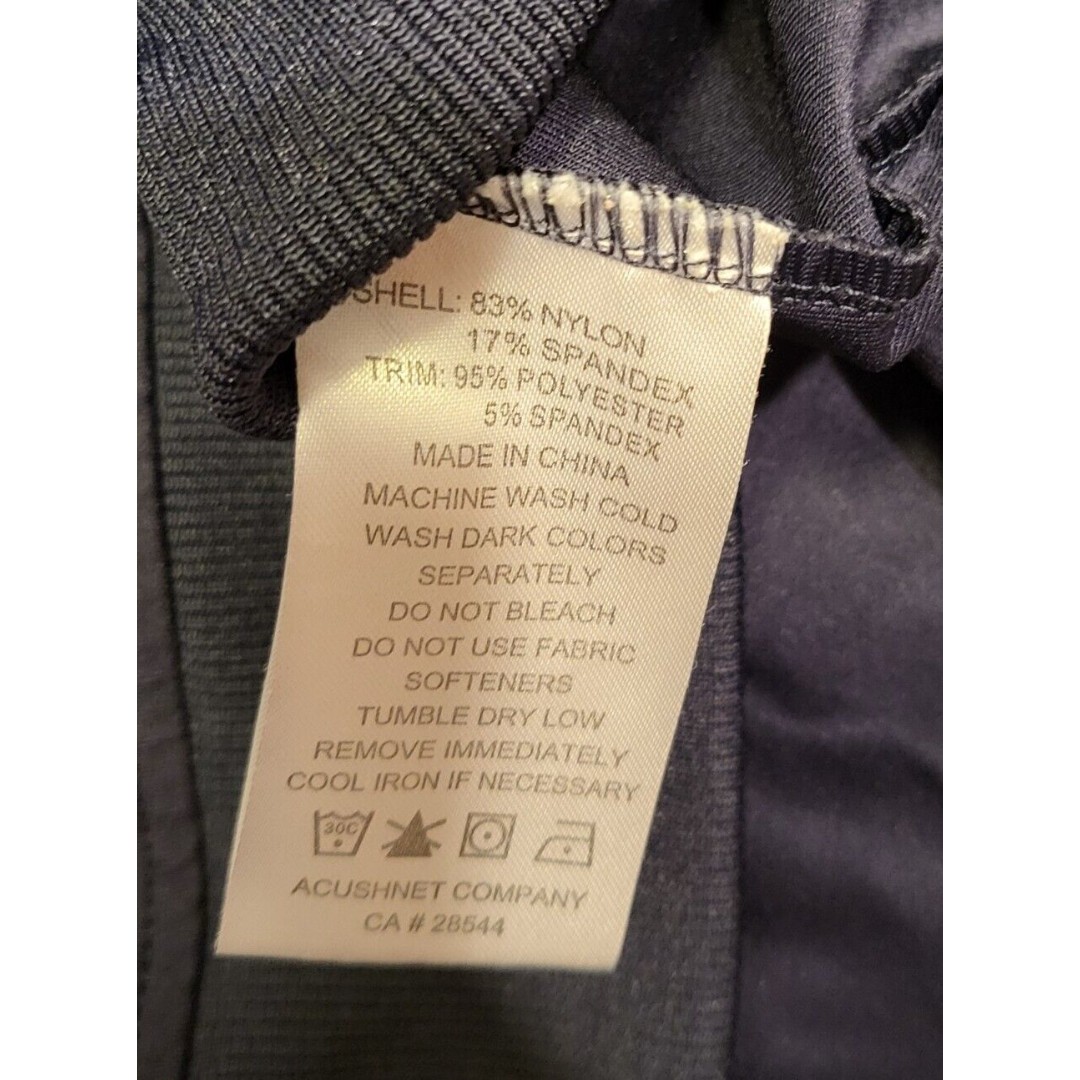 SHELL: 83% NYLON
17% SPANDEX
TRIM: 95% POLYESTER
5% SPANDEX
MADE IN CHINA
MACHINE WASH COLD
WASH DARK COLORS
SEPARATELY
DO NOT BLEACH
DO NOT USE FABRIC
SOFTENERS
TUMBLE DRY LOW
REMOVE IMMEDIATELY
COOL IRON IF NECESSARY
30C
ACUSHNET COMPANY
CA # 28544